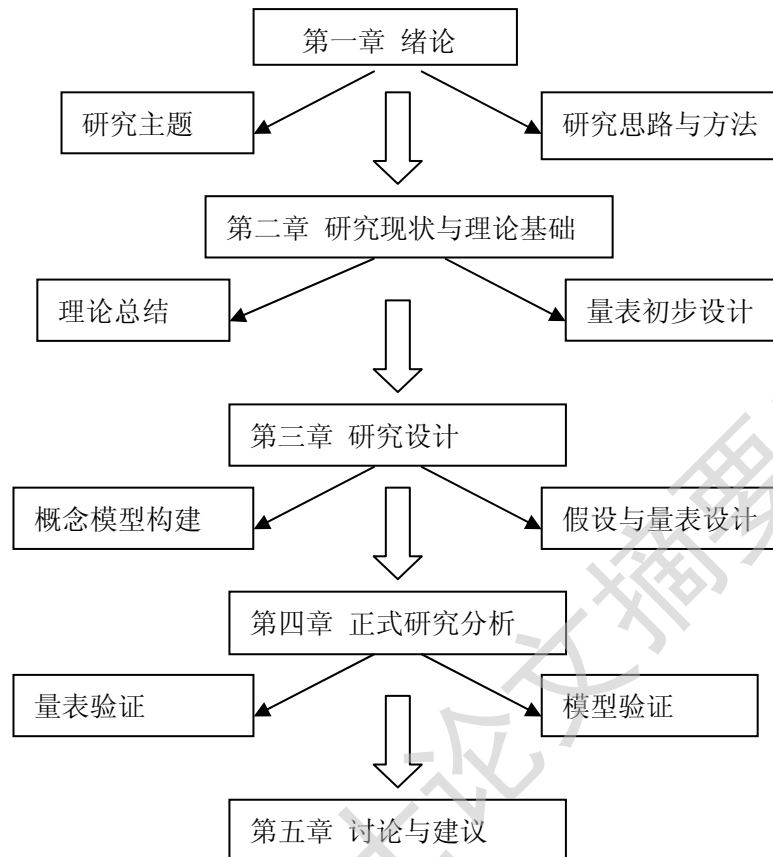 第一章 绪论
研究主题
研究思路与方法
第二章 研究现状与理论基础
理论总结
量表初步设计
第三章 研究设计
概念模型构建
假设与量表设计
第四章 正式研究分析
量表验证
模型验证
第五章 讨论与建议
论文摘要